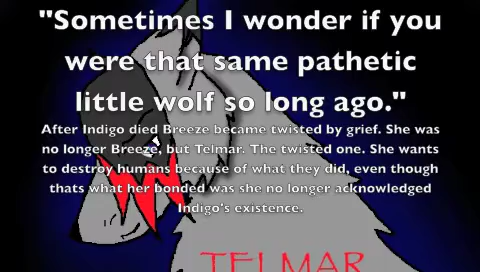 "Sometimes I wonder if you
were that same pathetic
little wolf so long ago."
After Indigo died Breeze became twisted by grief. She was
no longer Breeze, but Telmar. The twisted one. She wants
to destroy humans because of what they did, even though
thats what her bonded was she no longer acknowledged
Indigo's existence.
TELMAR